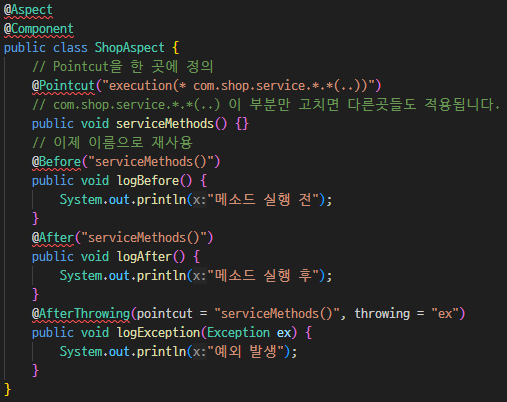 @Aspect
@Component
public class ShopAspect {
    // Pointcut을 한 곳에 정의
    @Pointcut("execution(* com.shop.service.*.*(..))")
    // com.shop.service.*.*(..) 이 부분만 고치면 다른곳들도 적용됩니다.
    public void serviceMethods() {}
    // 이제 이름으로 재사용
    @Before("serviceMethods()")
    public void logBefore() {
        System.out.println(x:"메소드 실행 전");
    }
    @After("serviceMethods()")
    public void logAfter() {
        System.out.println(x:"메소드 실행 후");
    }
    @AfterThrowing(pointcut = "serviceMethods()", throwing = "ex")
    public void logException(Exception ex) {
        System.out.println(x:"예외 발생");
    }
}